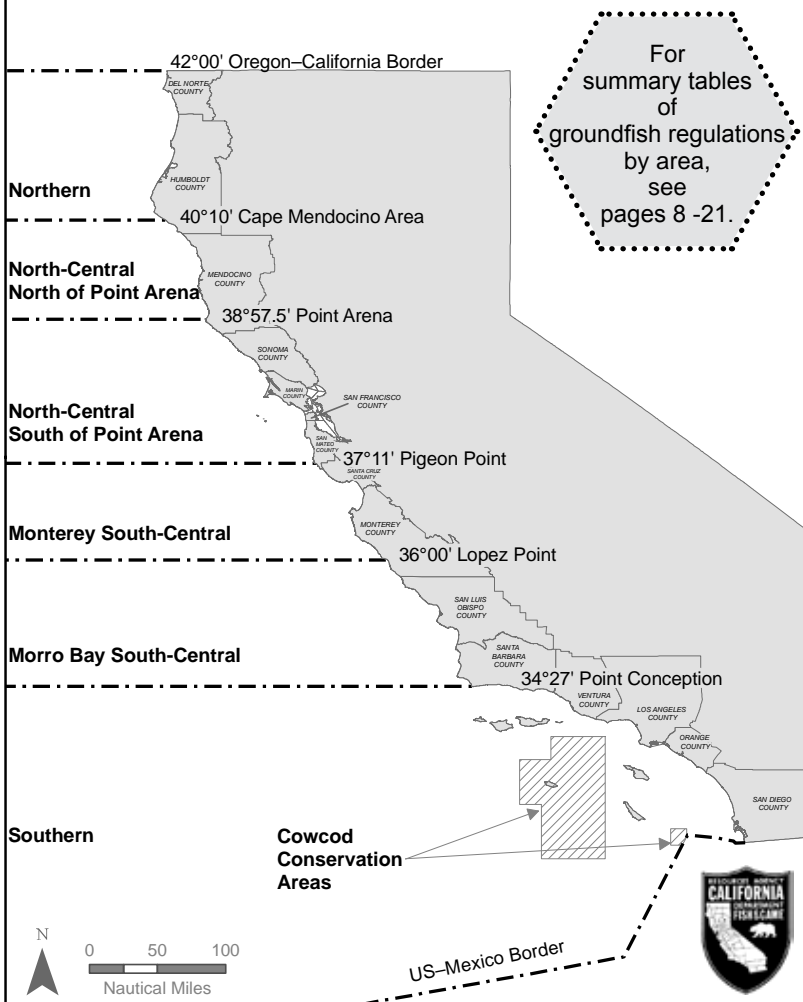 42°00' Oregon–California Border
For
summary tables
of
groundfish regulations
by area,
see
pages 8 -21.
DEL NORTE
COUNTY
HUMBOLDT
COUNTY
Northern
40°10' Cape Mendocino Area
North-Central
North of Point Arena
MENDOCINO
COUNTY
38°57.5' Point Arena
SONOMA
COUNTY
MARIN
COUNTY
SAN FRANCISCO
COUNTY
North-Central
South of Point Arena
SAN
MATEO
COUNTY
37°11' Pigeon Point
SANTA CRUZ
COUNTY
MONTEREY
COUNTY
Monterey South-Central
36°00' Lopez Point
SAN LUIS
OBISPO
COUNTY
Morro Bay South-Central
SANTA
BARBARA
COUNTY
34°27' Point Conception
VENTURA
COUNTY
LOS ANGELES
COUNTY
ORANGE
COUNTY
SAN DIEGO
COUNTY
Southern
Cowcod
Conservation
Areas
RESOURCES AGENCY
CALIFORNIA
DEPARTMENT
FISH & GAME
N
0 50 100
Nautical Miles
US–Mexico Border